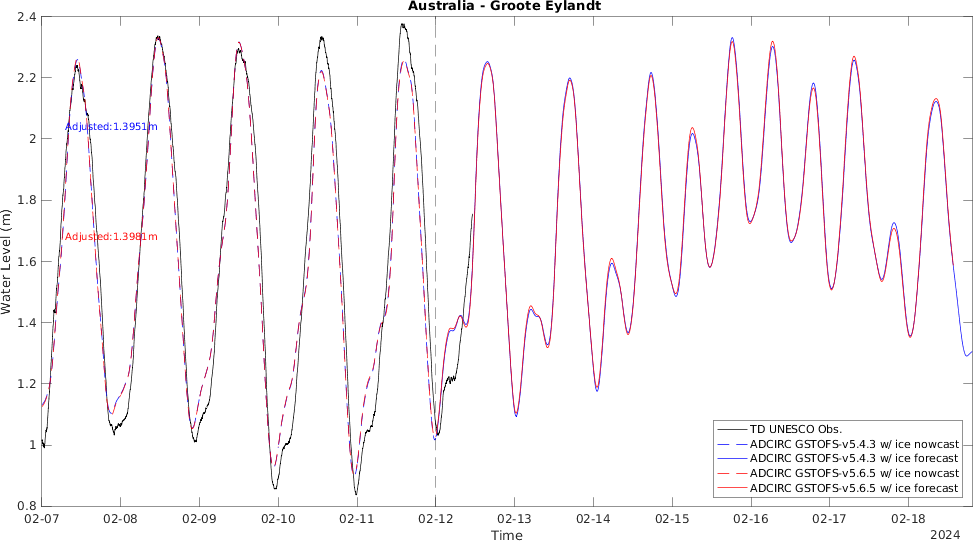 Australia - Groote Eylandt
2.4
2.2
2
1.8
1.6
1.4
1.2
1
0.8
Water Level (m)
Adjusted:1.3951m
Adjusted:1.3981m
TD UNESCO Obs.
ADCIRC GSTOFS-v5.4.3 w/ ice nowcast
ADCIRC GSTOFS-v5.4.3 w/ ice forecast
ADCIRC GSTOFS-v5.6.5 w/ ice nowcast
ADCIRC GSTOFS-v5.6.5 w/ ice forecast
02-07 02-08 02-09 02-10 02-11 02-12 02-13 02-14 02-15 02-16 02-17 02-18
Time
2024